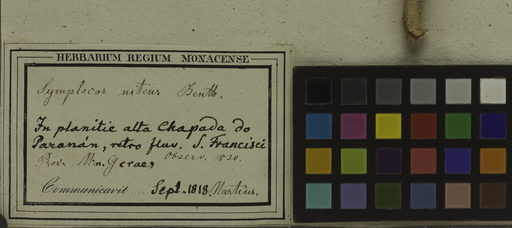 HERBARIUM REGIUM MONACENSE
Symplocos nitens Benth.
In planitie alta Chapada do
Paranan, retro fluv. S. Francisci
Prov. Min. Geraes Observ. 1830.
Communicavit Sept. 1818. Martius.